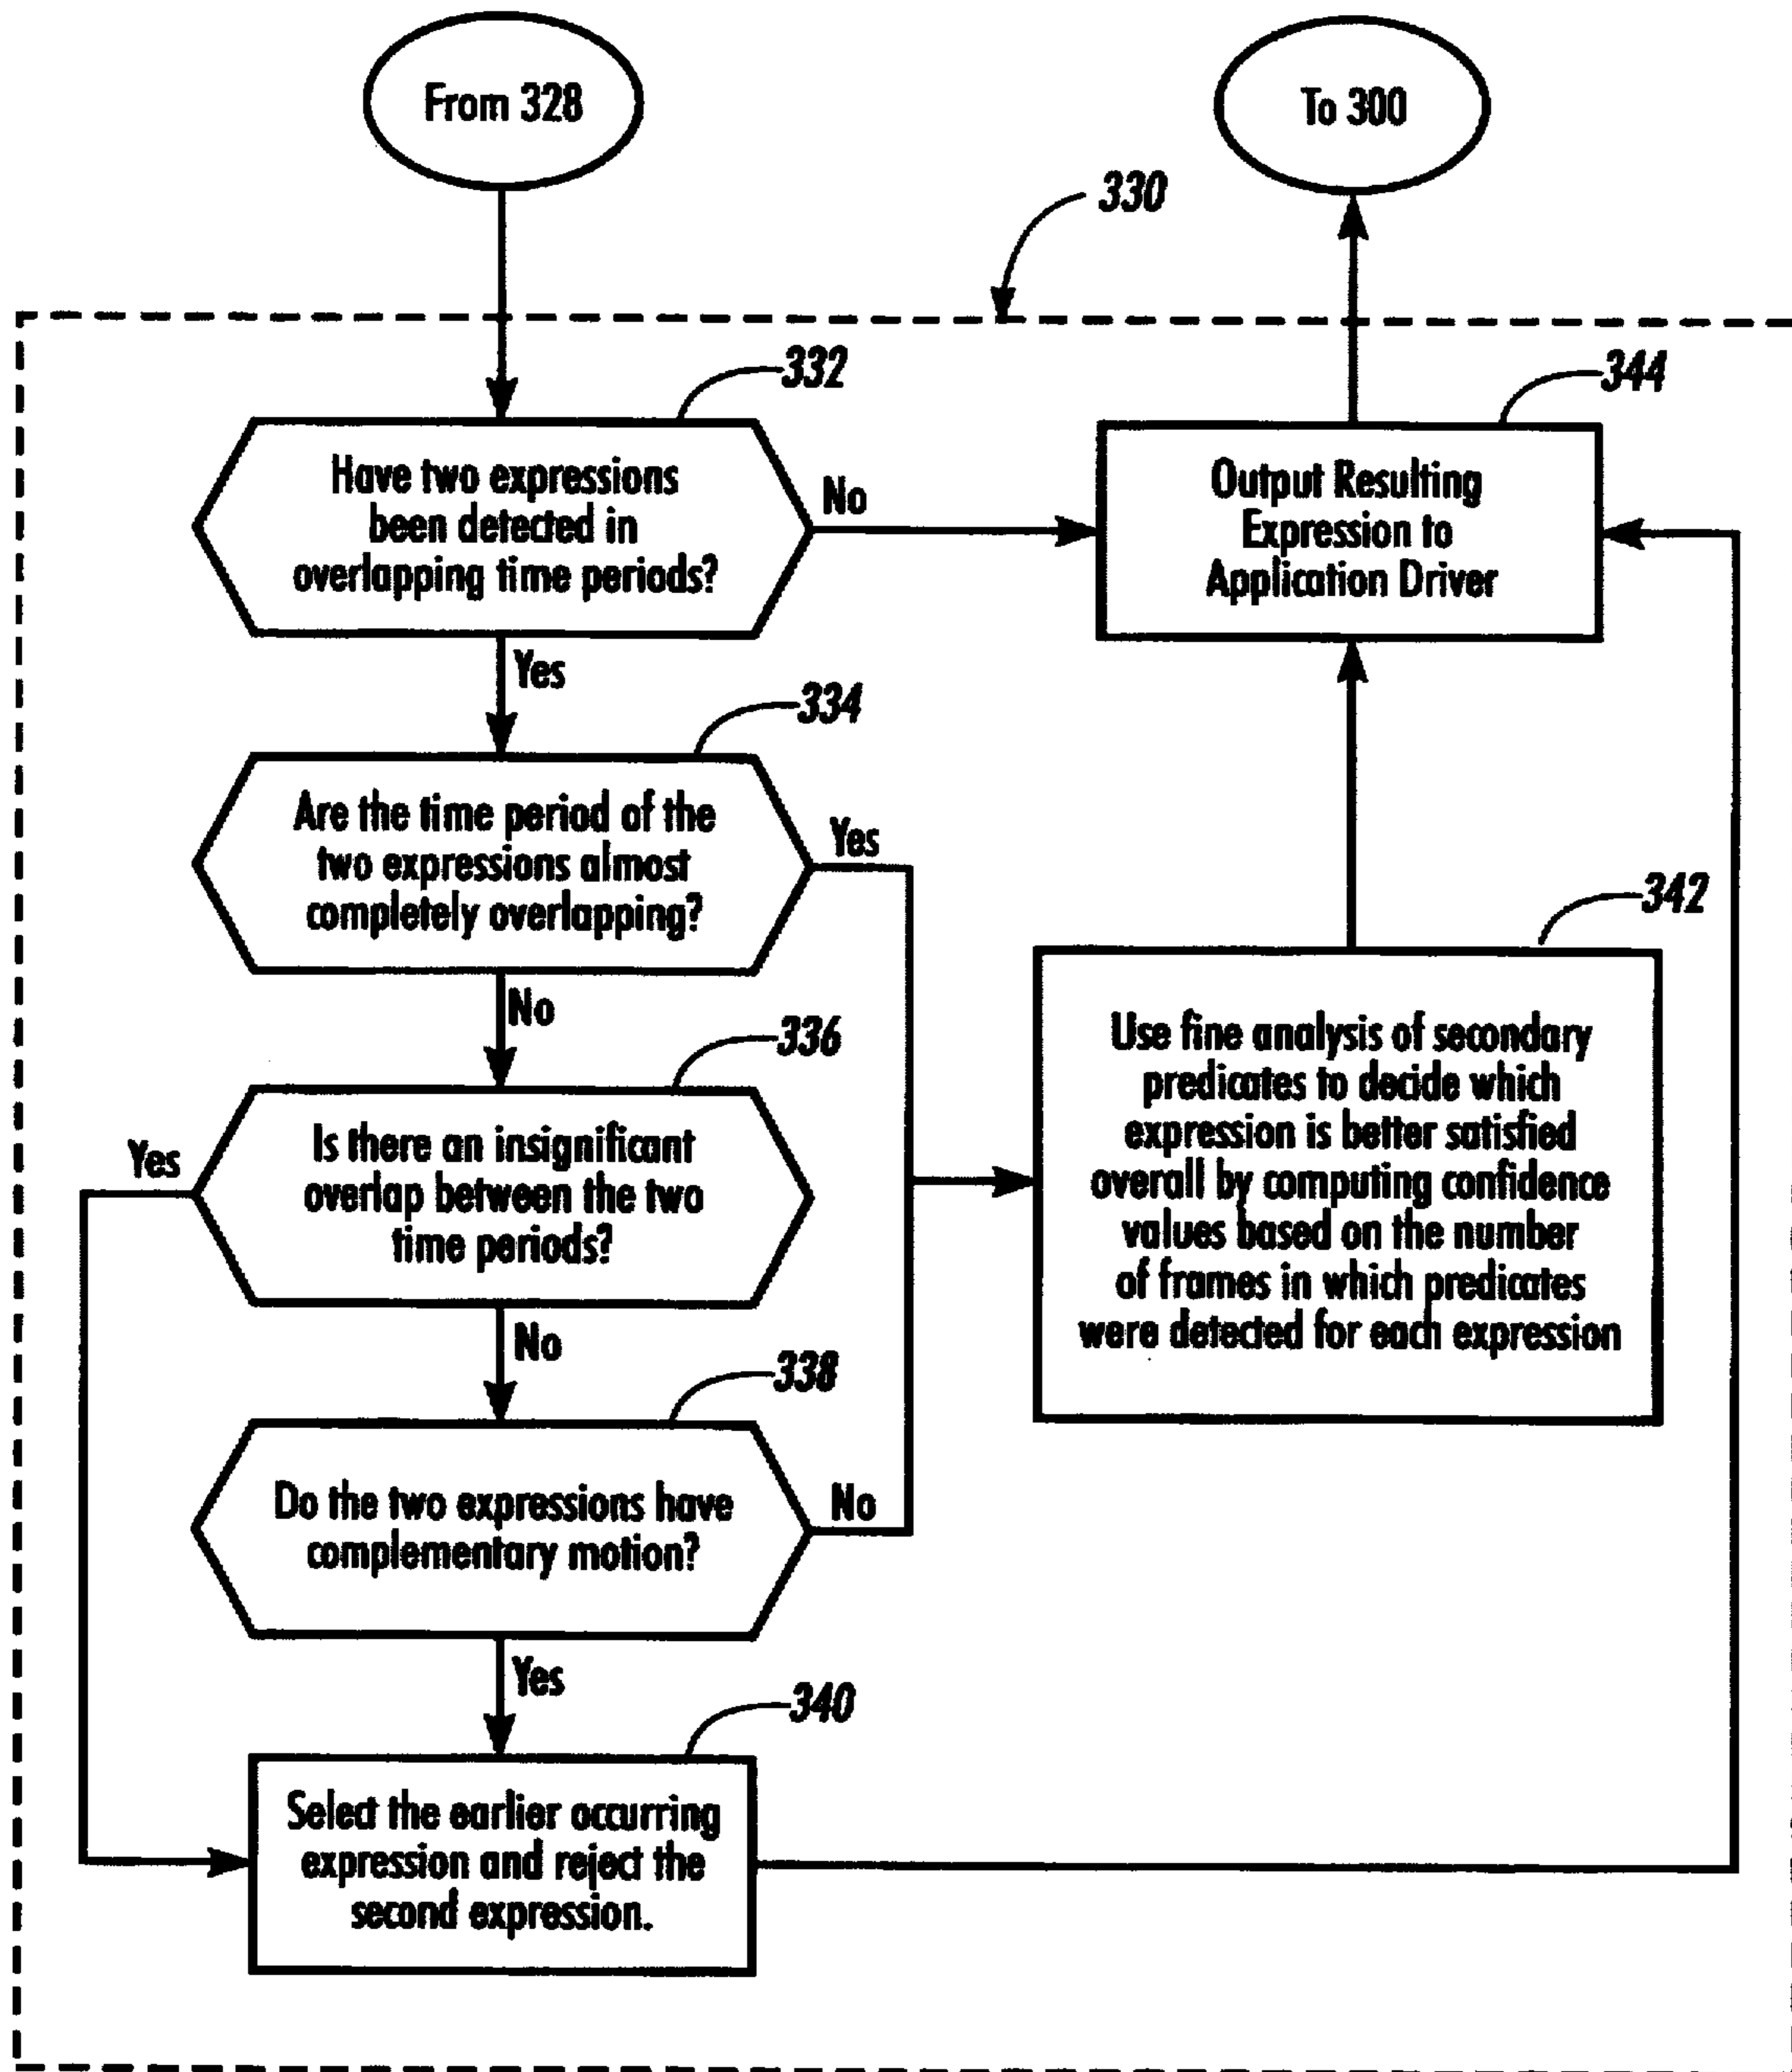 From 328
To 300
330
332
Have two expressions
been detected in
overlapping time periods?
No
344
Output Resulting
Expression to
Application Driver
Yes
334
Are the time period of the
two expressions almost
completely overlapping?
Yes
No
336
Is there an insignificant
overlap between the two
time periods?
Yes
342
Use fine analysis of secondary
predicates to decide which
expression is better satisfied
overall by computing confidence
values based on the number
of frames in which predicates
were detected for each expression
No
338
Do the two expressions have
complementary motion?
No
Yes
340
Select the earlier occurring
expression and reject the
second expression.